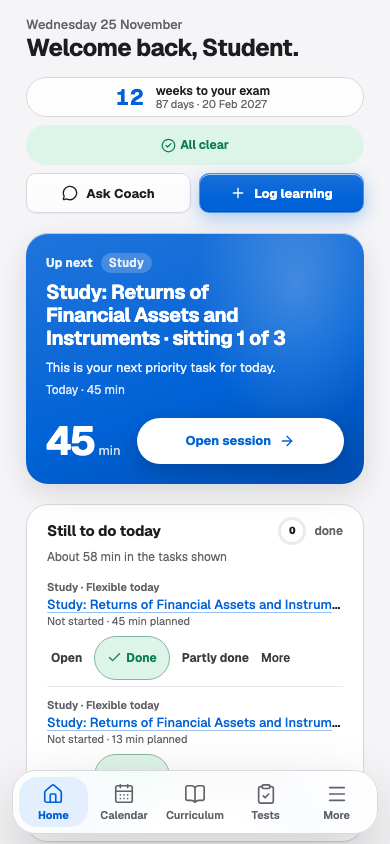 Wednesday 25 November
Welcome back, Student.
12 weeks to your exam
87 days · 20 Feb 2027
All clear
Ask Coach
Log learning
Up next Study
Study: Returns of
Financial Assets and
Instruments · sitting 1 of 3
This is your next priority task for today.
Today · 45 min
45 min
Open session
Still to do today
0 done
About 58 min in the tasks shown
Study · Flexible today
Study: Returns of Financial Assets and Instrum...
Not started · 45 min planned
Open Done Partly done More
Study · Flexible today
Study: Returns of Financial Assets and Instrum...
Not started · 13 min planned
Home Calendar Curriculum Tests More